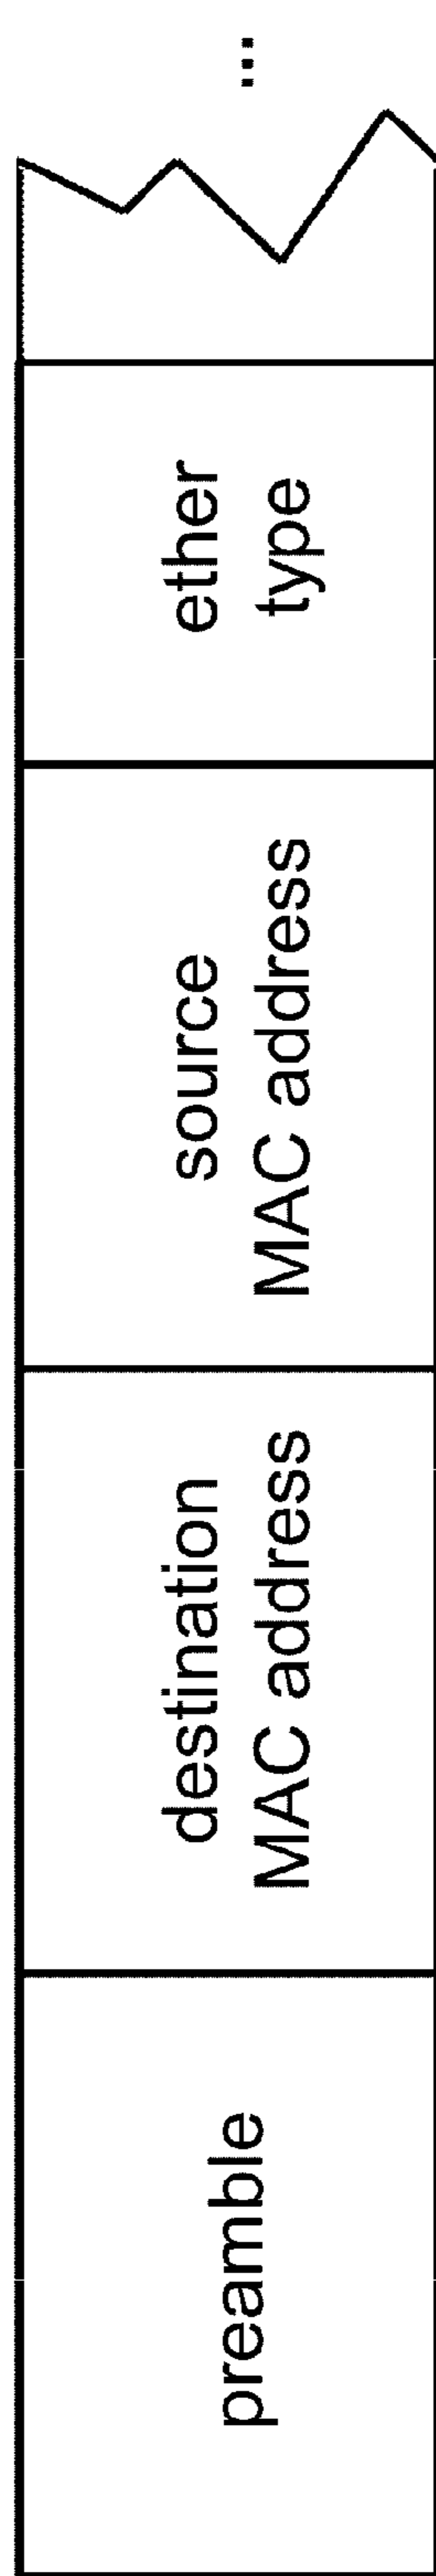 preamble
destination
MAC address
source
MAC address
ether
type
...